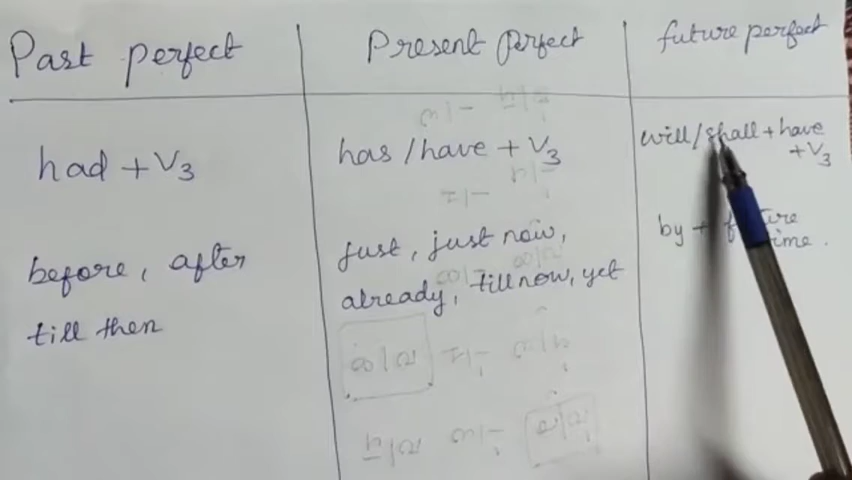 Past perfect
had + V3
before, after
till then
Present perfect
has/have + V3
Just, just now,
already, till now, yet
future perfect
will/shall + have
+ V3
by +